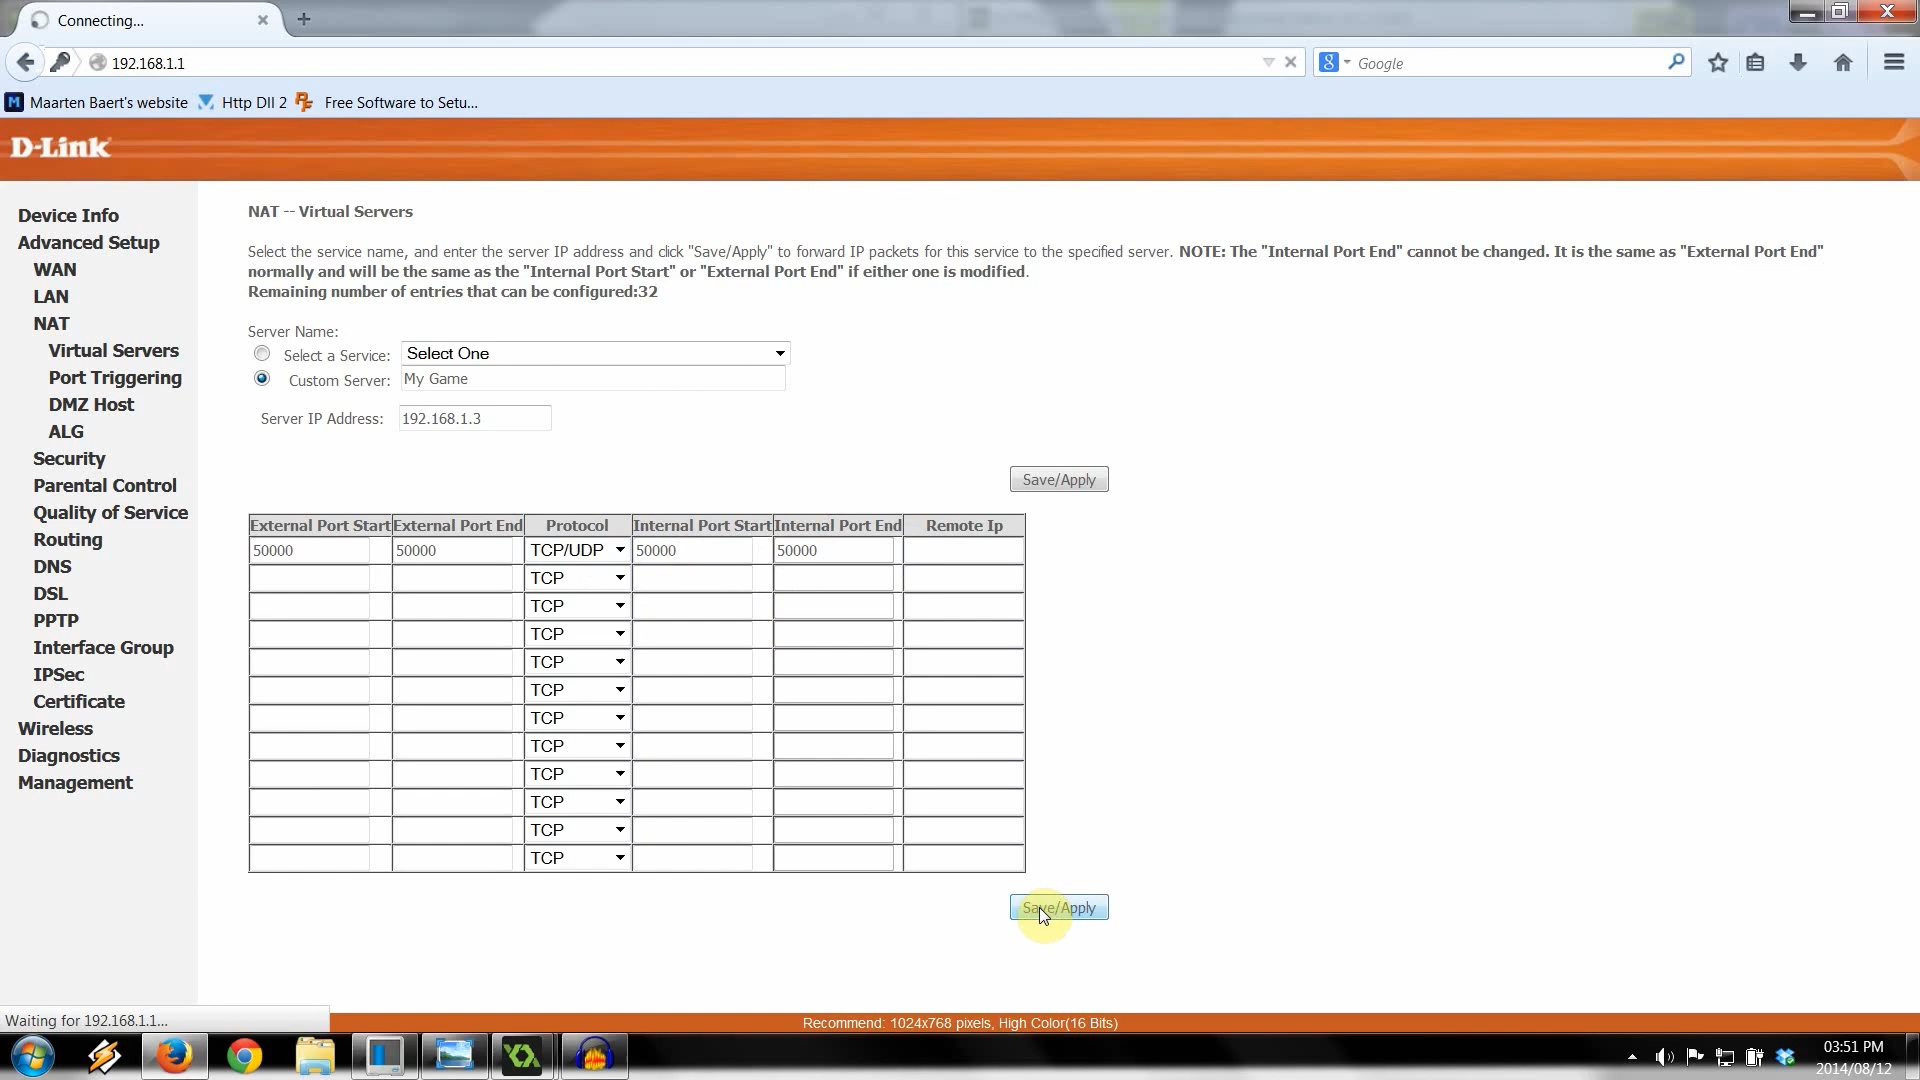 Connecting...
192.168.1.1
8
Google
M Maarten Baert's website
Http Dll 2
Free Software to Setu...
D-Link
Device Info
Advanced Setup
WAN
LAN
NAT
Virtual Servers
Port Triggering
DMZ Host
ALG
Security
Parental Control
Quality of Service
Routing
DNS
DSL
PPTP
Interface Group
IPSec
Certificate
Wireless
Diagnostics
Management
NAT -- Virtual Servers
Select the service name, and enter the server IP address and click "Save/Apply" to forward IP packets for this service to the specified server. NOTE: The "Internal Port End" cannot be changed. It is the same as "External Port End"
normally and will be the same as the "Internal Port Start" or "External Port End" if either one is modified.
Remaining number of entries that can be configured:32
Server Name:
Select a Service: Select One
Custom Server: My Game
Server IP Address: 192.168.1.3
Save/Apply
External Port Start External Port End Protocol Internal Port Start Internal Port End Remote Ip
50000 50000 TCP/UDP 50000 50000
TCP
TCP
TCP
TCP
TCP
TCP
TCP
TCP
TCP
TCP
TCP
Save/Apply
Waiting for 192.168.1.1...
Recommend: 1024x768 pixels, High Color(16 Bits)
03:51 PM
2014/08/12